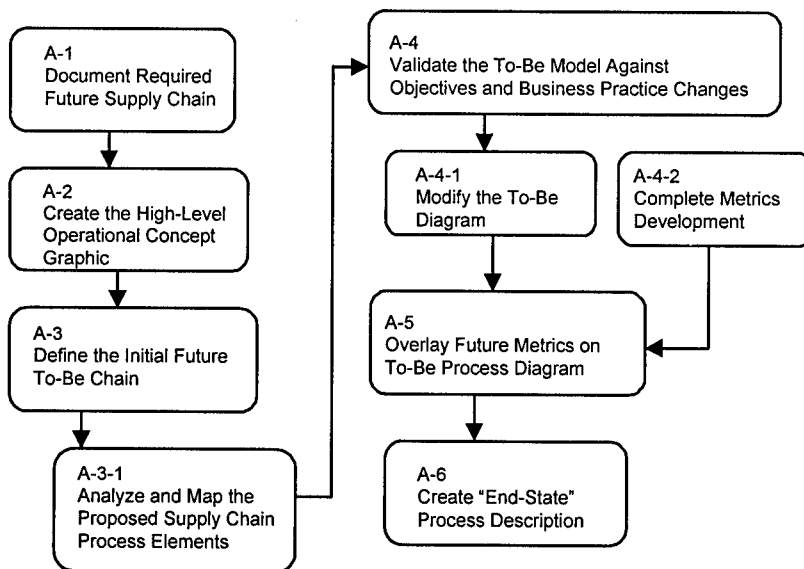 A-1
Document Required
Future Supply Chain
A-2
Create the High-Level
Operational Concept
Graphic
A-3
Define the Initial Future
To-Be Chain
A-3-1
Analyze and Map the
Proposed Supply Chain
Process Elements
A-4
Validate the To-Be Model Against
Objectives and Business Practice Changes
A-4-1
Modify the To-Be
Diagram
A-4-2
Complete Metrics
Development
A-5
Overlay Future Metrics on
To-Be Process Diagram
A-6
Create “End-State”
Process Description